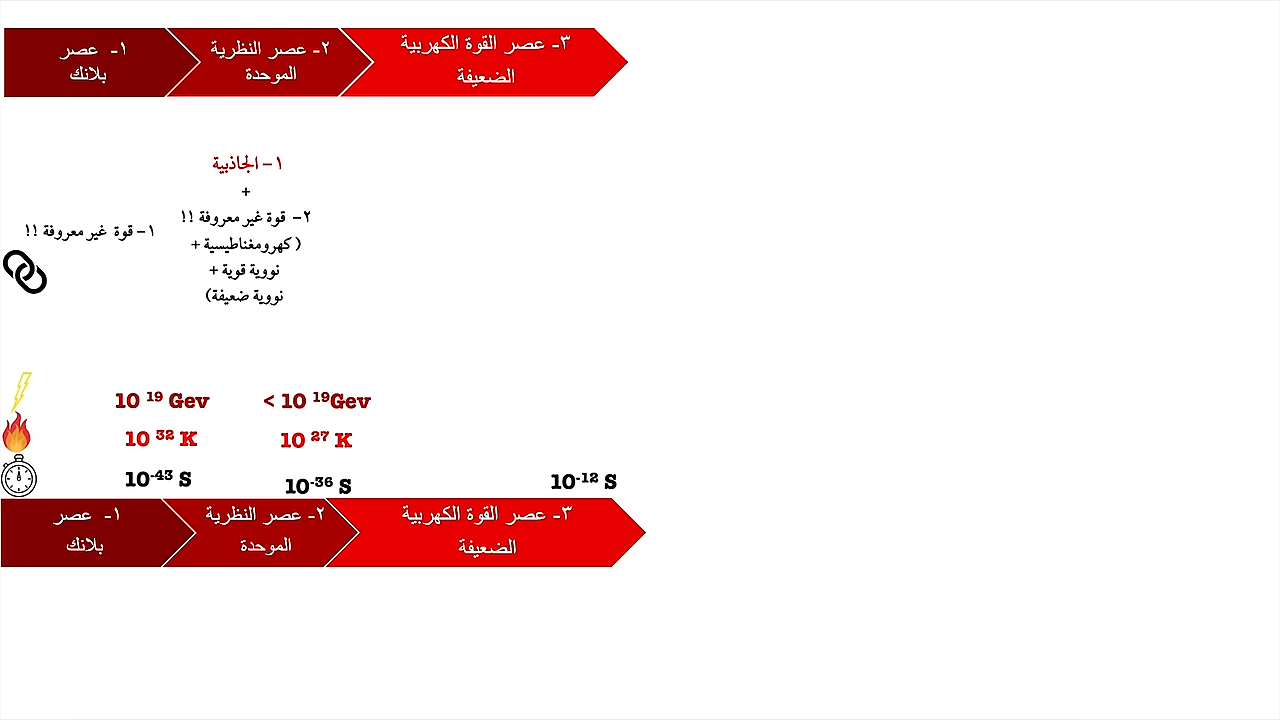 ١- عصر
بلانك
٢- عصر النظرية
الموحدة
٣- عصر القوة الكهربية
الضعيفة
١- قوة غير معروفة !!
١- الجاذبية
+
٢- قوة غير معروفة !!
(كهرومغناطيسية +
نووية قوية +
نووية ضعيفة)
10 ¹⁹ Gev
< 10 ¹⁹Gev
10 ³² K
10 ²⁷ K
10⁻⁴³ S
10⁻³⁶ S
10⁻¹² S
١- عصر
بلانك
٢- عصر النظرية
الموحدة
٣- عصر القوة الكهربية
الضعيفة